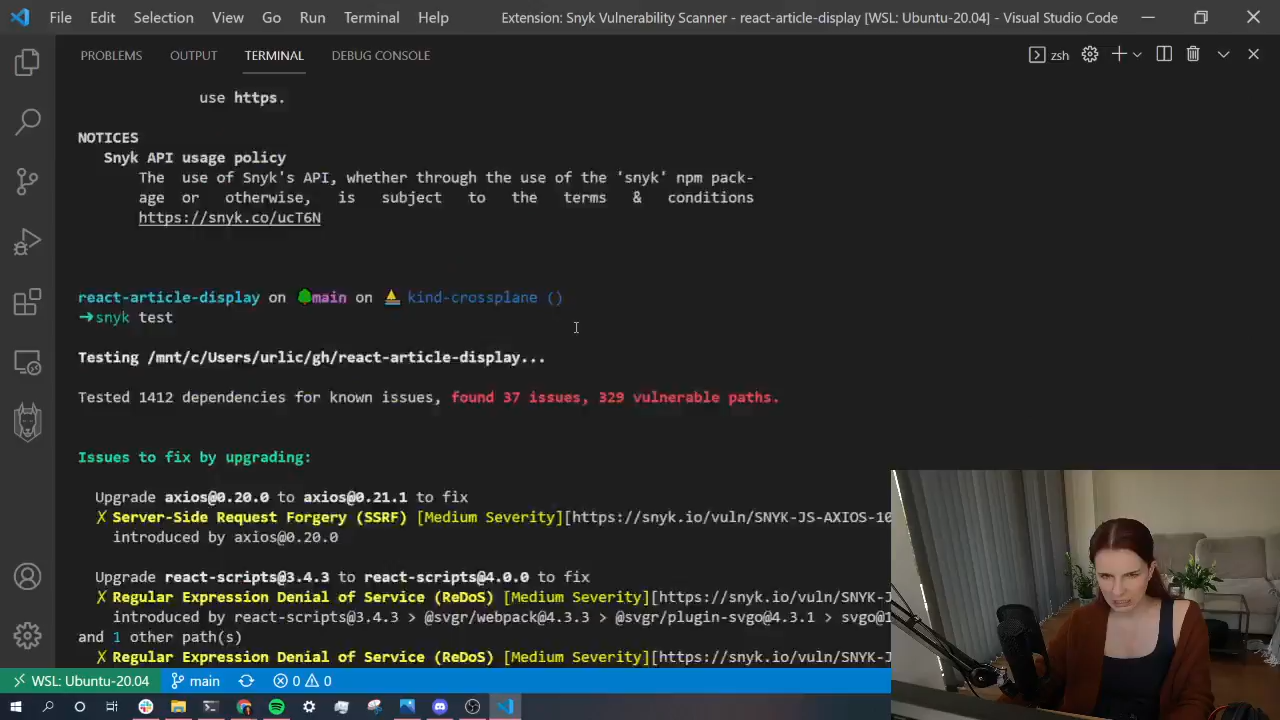 File Edit Selection View Go Run Terminal Help Extension: Snyk Vulnerability Scanner - react-article-display [WSL: Ubuntu-20.04] - Visual Studio Code
PROBLEMS OUTPUT TERMINAL DEBUG CONSOLE zsh
use https.
NOTICES
Snyk API usage policy
The use of Snyk's API, whether through the use of the 'snyk' npm pack-
age or otherwise, is subject to the terms & conditions
https://snyk.co/ucT6N
react-article-display on main on kind-crossplane ()
➜snyk test
Testing /mnt/c/Users/urlic/gh/react-article-display...
Tested 1412 dependencies for known issues, found 37 issues, 329 vulnerable paths.
Issues to fix by upgrading:
Upgrade axios@0.20.0 to axios@0.21.1 to fix
✗ Server-Side Request Forgery (SSRF) [Medium Severity][https://snyk.io/vuln/SNYK-JS-AXIOS-10
introduced by axios@0.20.0
Upgrade react-scripts@3.4.3 to react-scripts@4.0.0 to fix
✗ Regular Expression Denial of Service (ReDoS) [Medium Severity][https://snyk.io/vuln/SNYK-J
introduced by react-scripts@3.4.3 > @svgr/webpack@4.3.3 > @svgr/plugin-svgo@4.3.1 > svgo@1
and 1 other path(s)
✗ Regular Expression Denial of Service (ReDoS) [Medium Severity][https://snyk.io/vuln/SNYK-J
WSL: Ubuntu-20.04 main 0 0